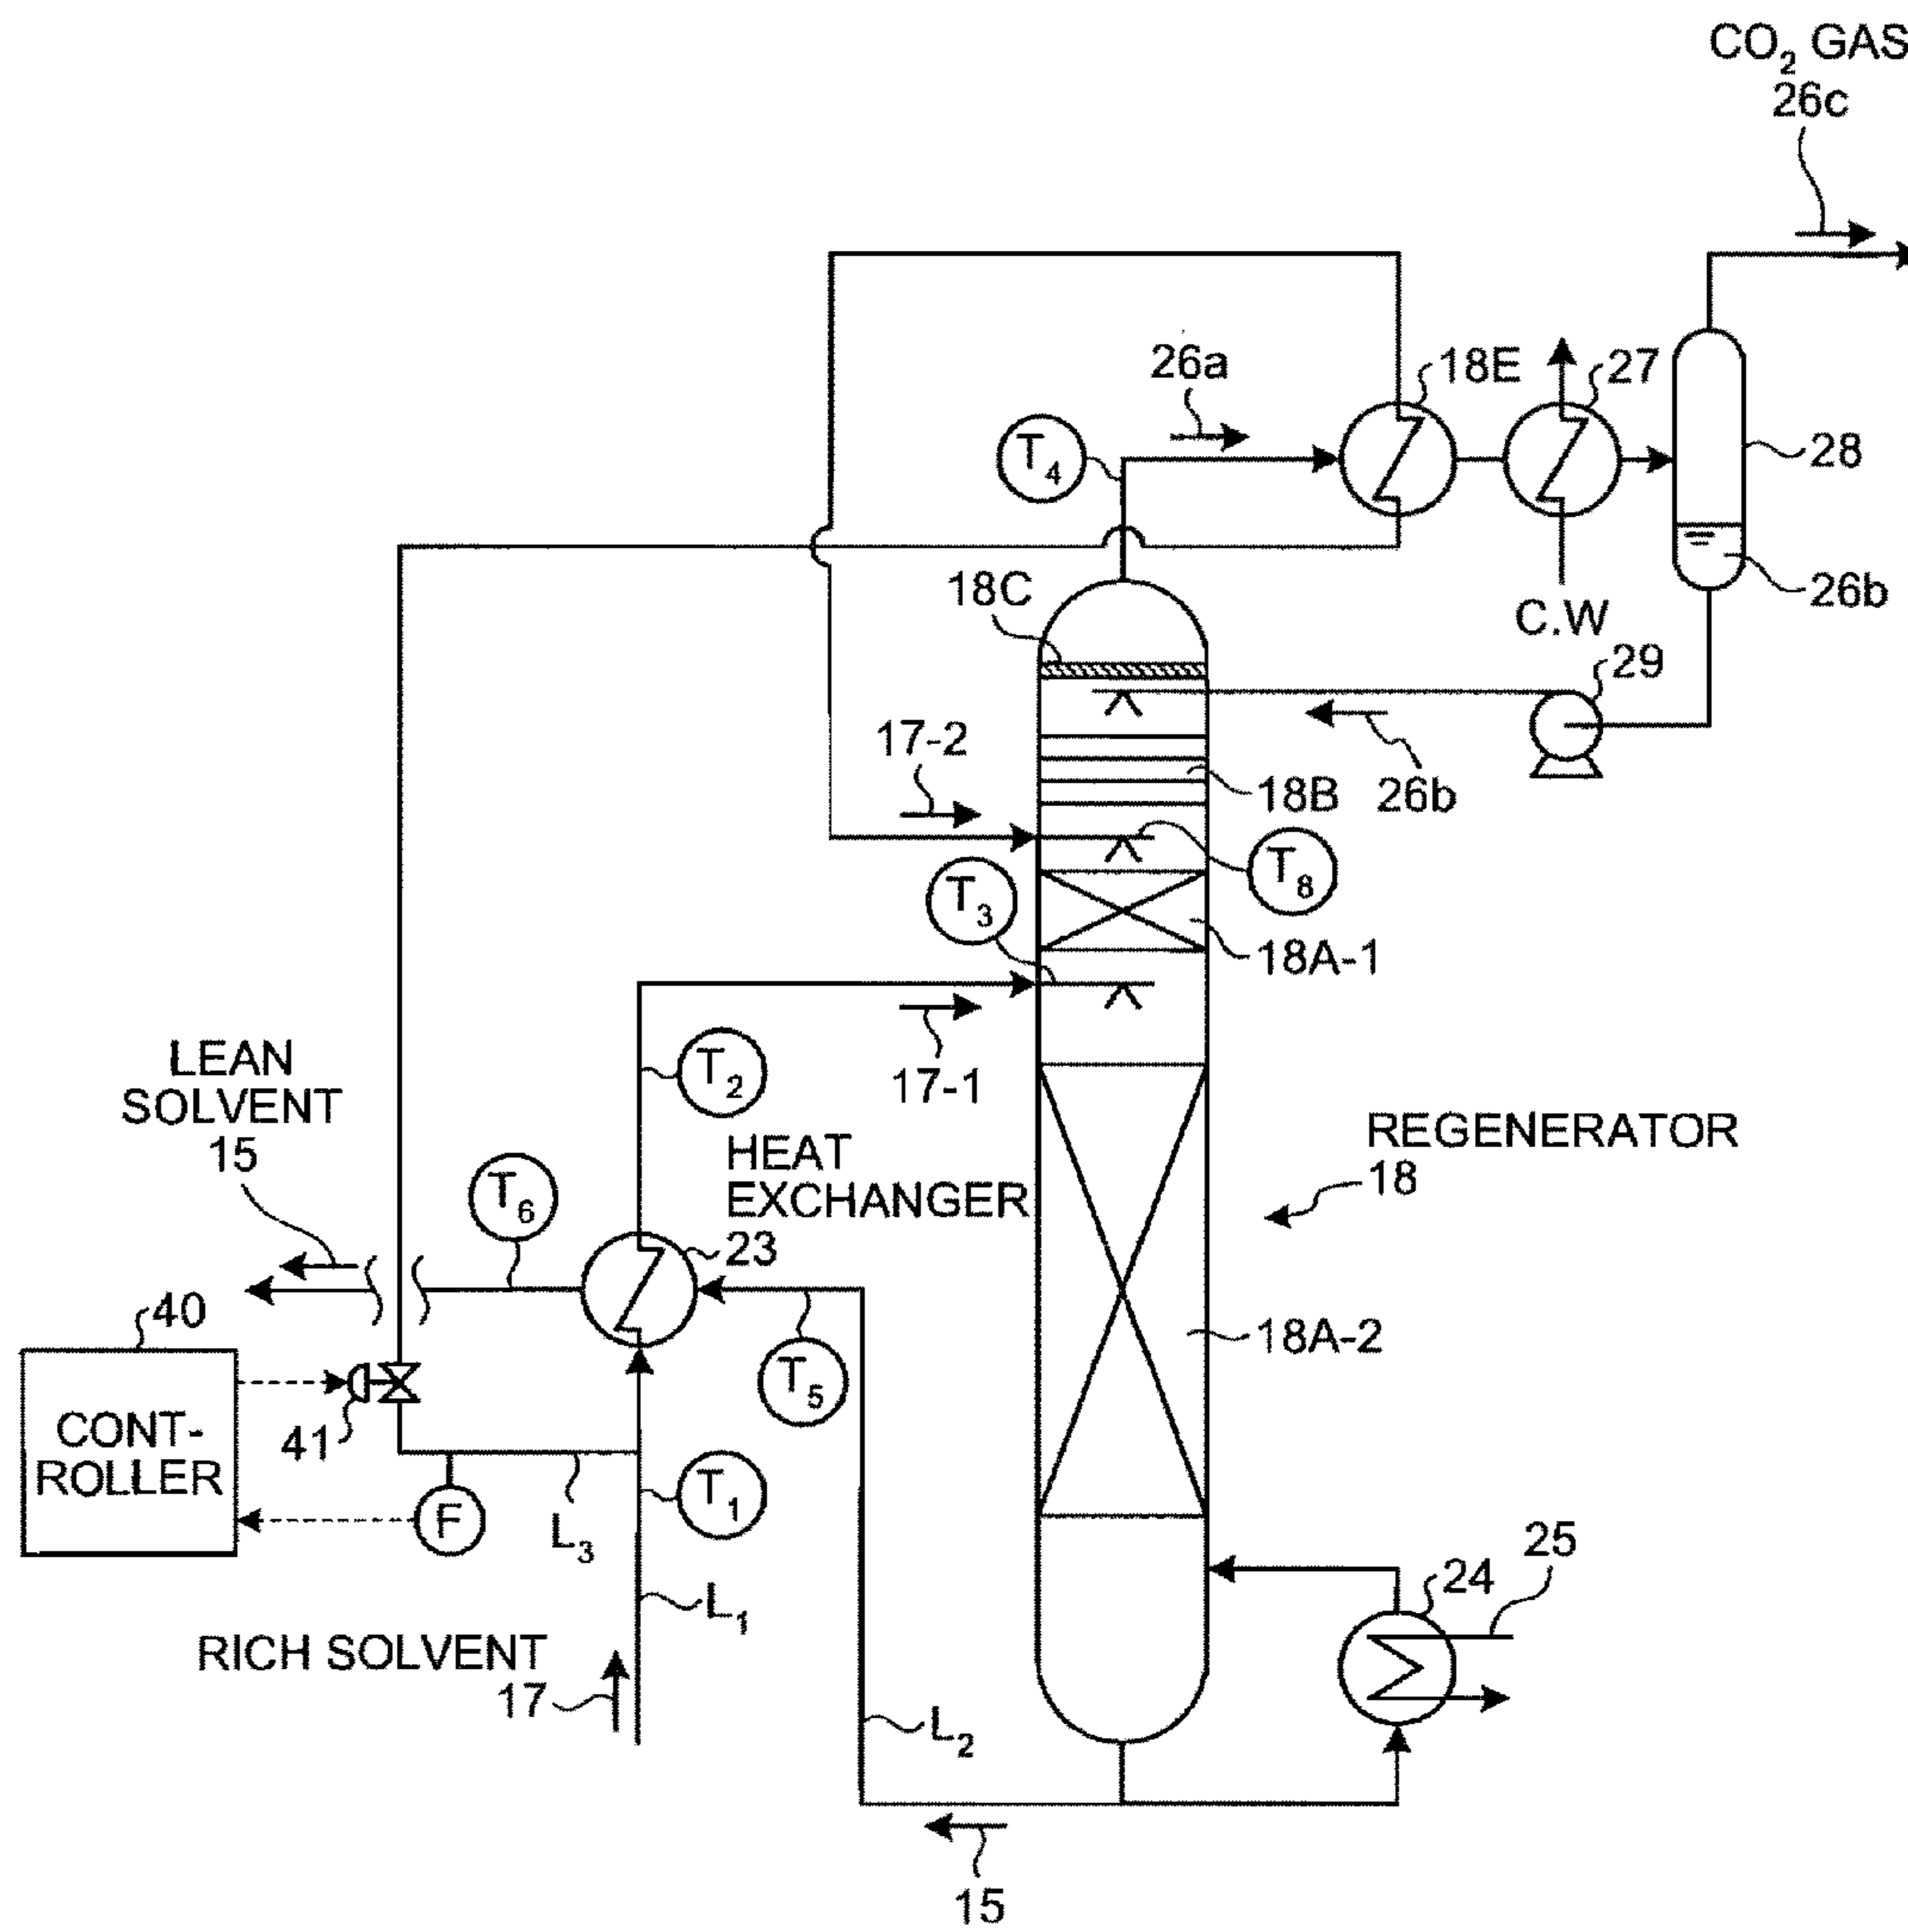 CO₂ GAS
26c
26a
18E
27
T₄
28
18C
26b
C.W
29
17-2
18B
26b
T₃
T₈
18A-1
LEAN
SOLVENT
15
T₂
17-1
HEAT
EXCHANGER
23
REGENERATOR
18
T₆
40
18A-2
T₅
CONT-
ROLLER
41
T₁
F
L₃
25
24
L₁
RICH SOLVENT
17
L₂
15